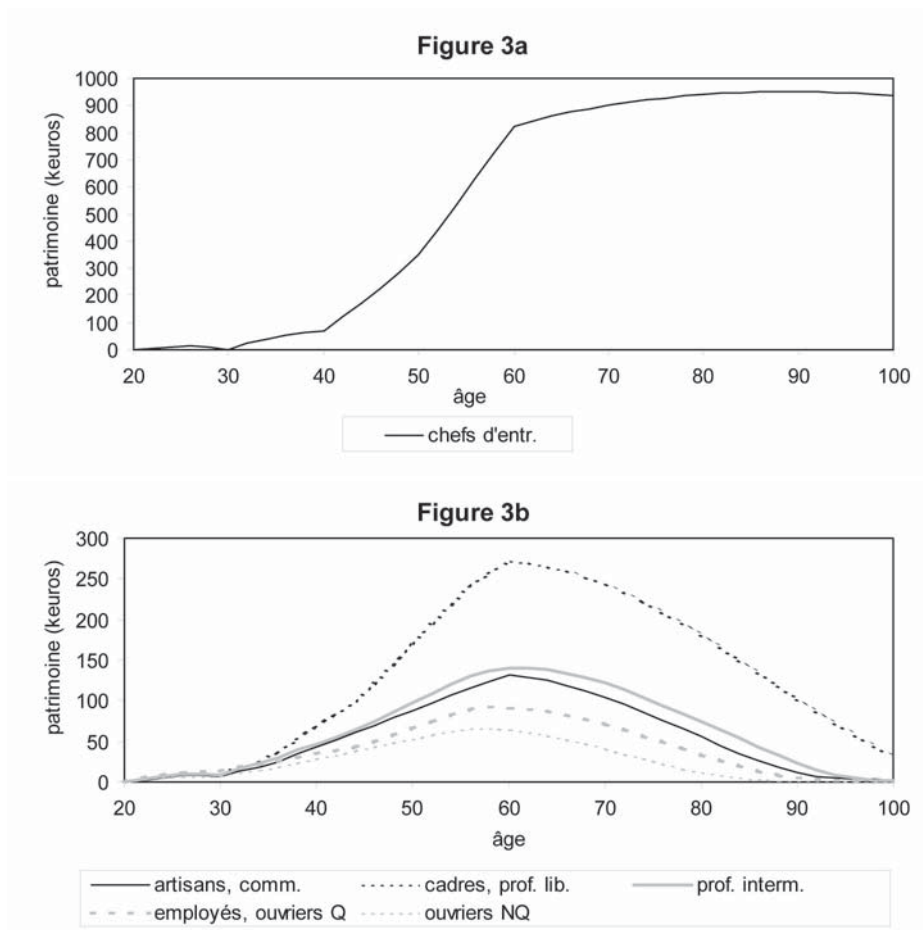 Figure 3a
patrimoine (keuros)
1000
900
800
700
600
500
400
300
200
100
0
20 30 40 50 60 70 80 90 100
âge
chefs d'entr.
Figure 3b
patrimoine (keuros)
300
250
200
150
100
50
0
20 30 40 50 60 70 80 90 100
âge
artisans, comm. cadres, prof. lib. prof. interm.
employés, ouvriers Q ouvriers NQ